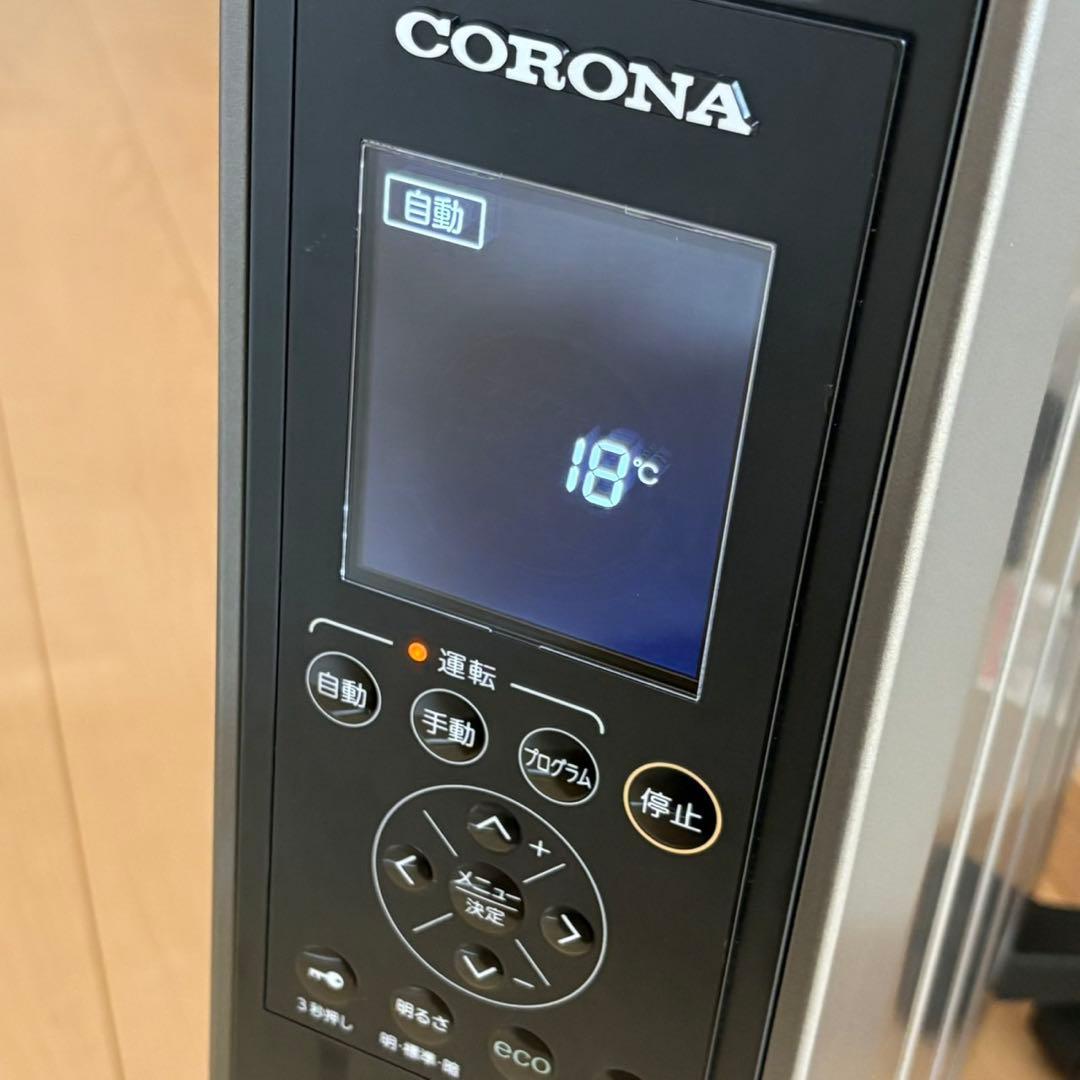 CORONA
自動
18℃
運転
自動
手動
プログラム
停止
+
メニュー
決定
-
3秒押し
明るさ
明・標準・暗
eco